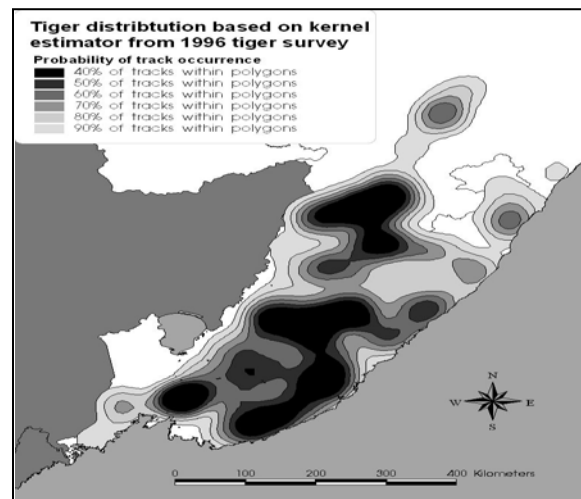 Tiger distribtution based on kernel
estimator from 1996 tiger survey
Probability of track occurrence
40% of tracks within polygons
50% of tracks within polygons
60% of tracks within polygons
70% of tracks within polygons
80% of tracks within polygons
90% of tracks within polygons
N
W E
S
0 100 200 300 400 Kilometers